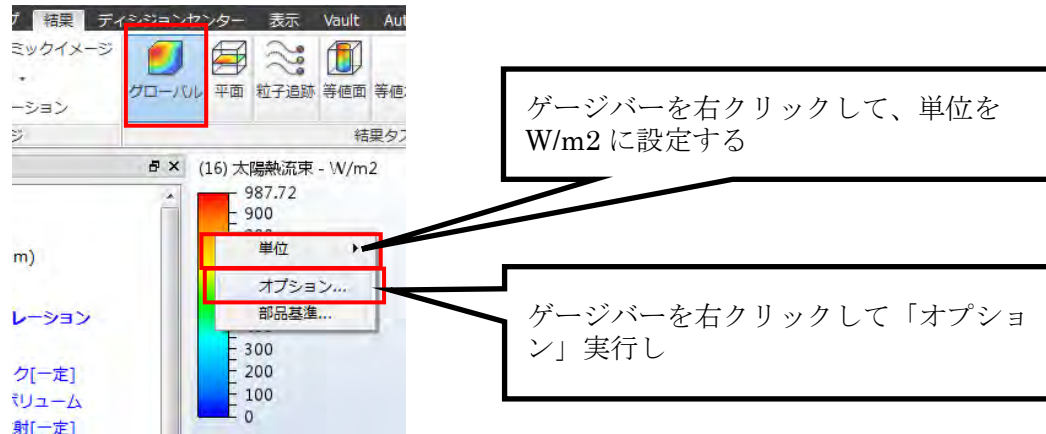 結果 ディシジョンセンター 表示 Vault Aut
ミックイメージ
ーション
グローバル 平面 粒子追跡 等値面 等値
結果タス
(16) 太陽熱流束 - W/m2
987.72
900
単位
オプション...
部品基準...
300
200
100
0
m)
レーション
ク[一定]
ボリューム
射[一定]
ゲージバーを右クリックして、単位を
W/m2 に設定する
ゲージバーを右クリックして「オプショ
ン」実行し